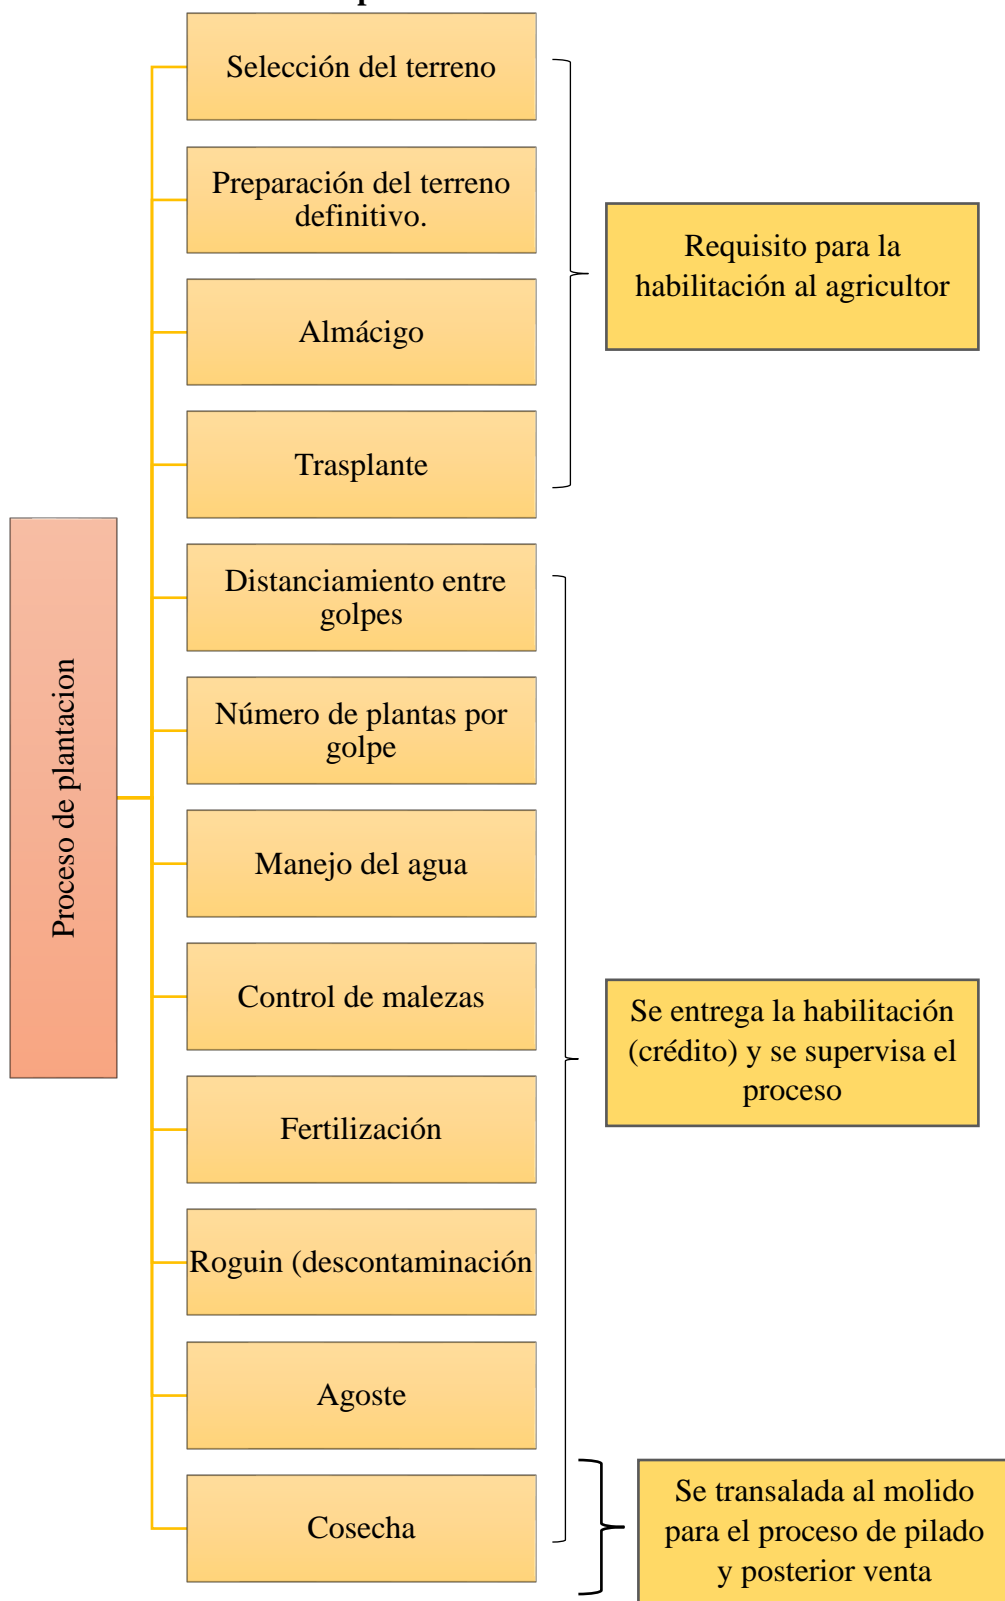 Selección del terreno
Preparación del terreno
definitivo.
Almácigo
Trasplante
Requisito para la
habilitación al agricultor
Proceso de plantacion
Distanciamiento entre
golpes
Número de plantas por
golpe
Manejo del agua
Control de malezas
Fertilización
Roguin (descontaminación
Agoste
Cosecha
Se entrega la habilitación
(crédito) y se supervisa el
proceso
Se transalada al molido
para el proceso de pilado
y posterior venta